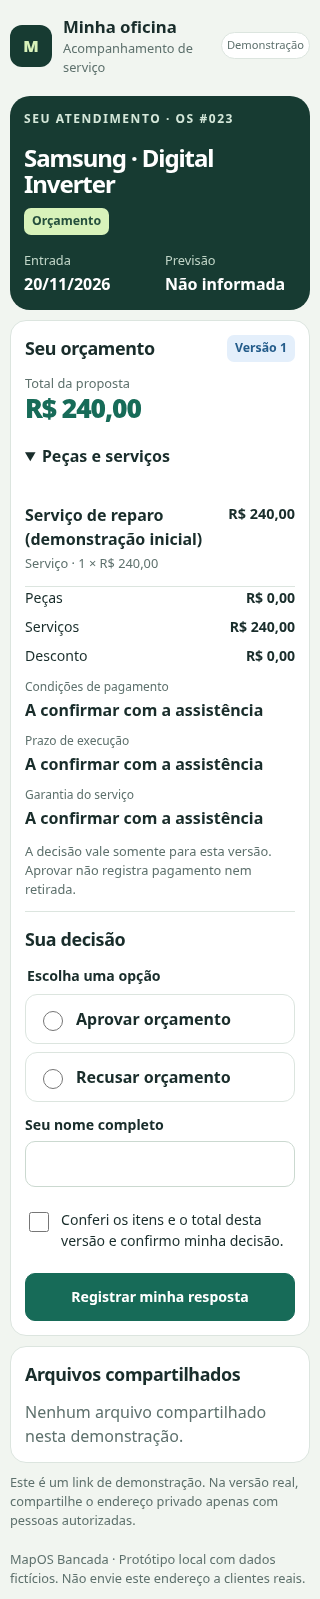 M
Minha oficina
Acompanhamento de
serviço
Demonstração
SEU ATENDIMENTO · OS #023
Samsung · Digital
Inverter
Orçamento
Entrada
Previsão
20/11/2026
Não informada
Seu orçamento
Versão 1
Total da proposta
R$ 240,00
▼ Peças e serviços
Serviço de reparo
(demonstração inicial)
R$ 240,00
Serviço · 1 × R$ 240,00
Peças R$ 0,00
Serviços R$ 240,00
Desconto R$ 0,00
Condições de pagamento
A confirmar com a assistência
Prazo de execução
A confirmar com a assistência
Garantia do serviço
A confirmar com a assistência
A decisão vale somente para esta versão.
Aprovar não registra pagamento nem
retirada.
Sua decisão
Escolha uma opção
Aprovar orçamento
Recusar orçamento
Seu nome completo
Conferi os itens e o total desta
versão e confirmo minha decisão.
Registrar minha resposta
Arquivos compartilhados
Nenhum arquivo compartilhado
nesta demonstração.
Este é um link de demonstração. Na versão real,
compartilhe o endereço privado apenas com
pessoas autorizadas.
MapOS Bancada · Protótipo local com dados
fictícios. Não envie este endereço a clientes reais.